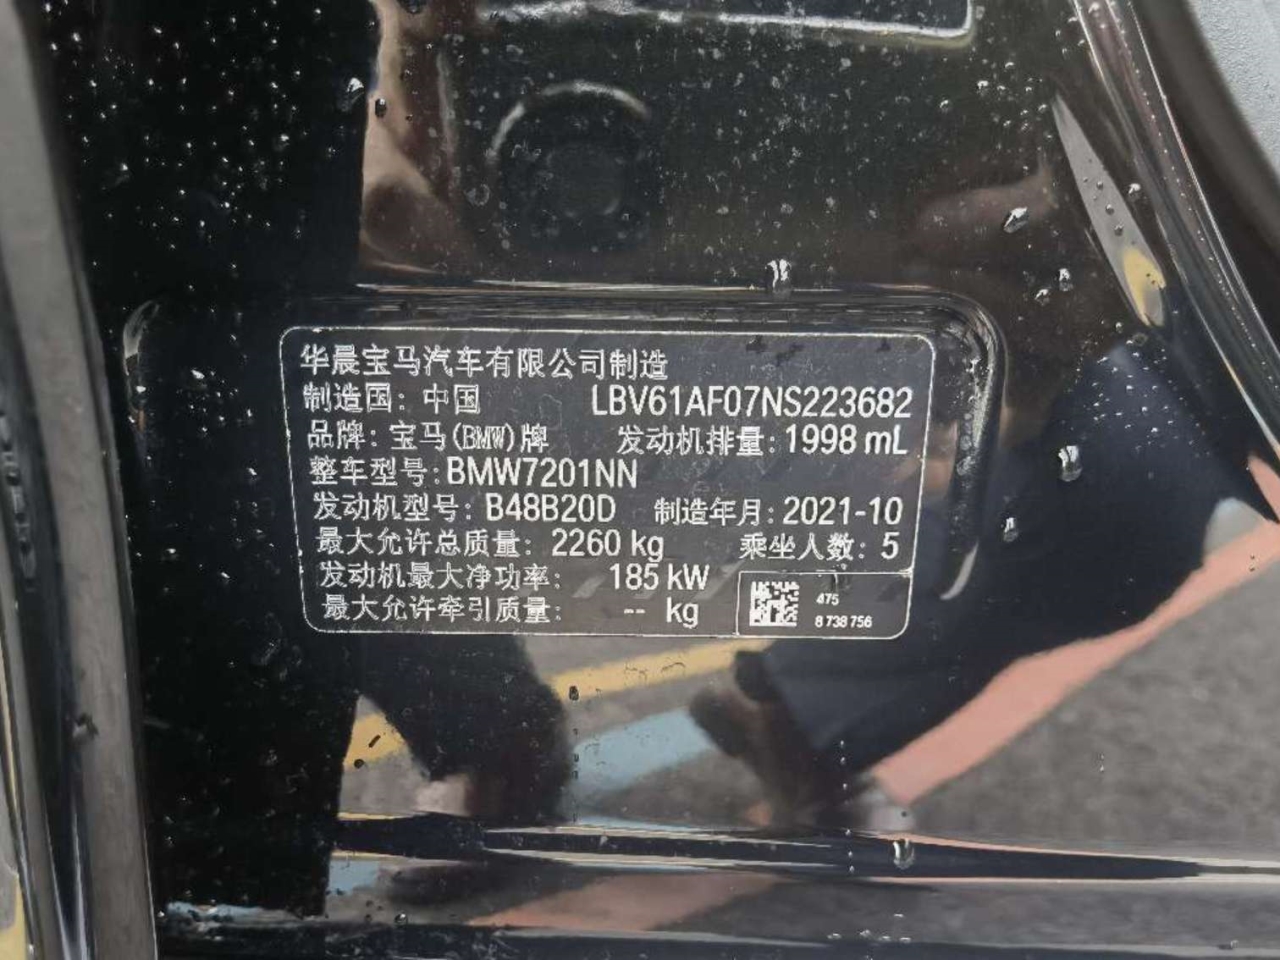 华晨宝马汽车有限公司制造
制造国：中国 LBV61AF07NS223682
品牌：宝马(BMW)牌 发动机排量：1998 mL
整车型号：BMW7201NN
发动机型号：B48B20D 制造年月：2021-10
最大允许总质量：2260 kg 乘坐人数：5
发动机最大净功率：185 kW
最大允许牵引质量：-- kg
475
8 738 756